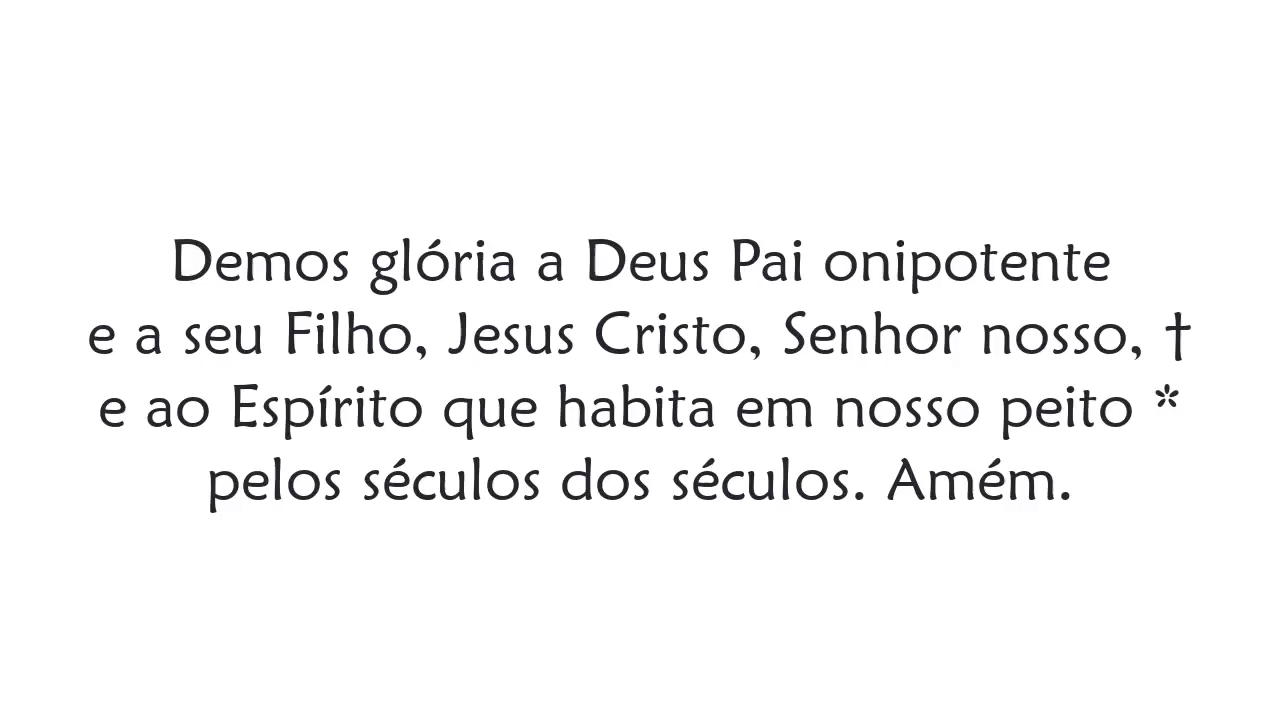 Demos glória a Deus Pai onipotente
e a seu Filho, Jesus Cristo, Senhor nosso, †
e ao Espírito que habita em nosso peito *
pelos séculos dos séculos. Amém.